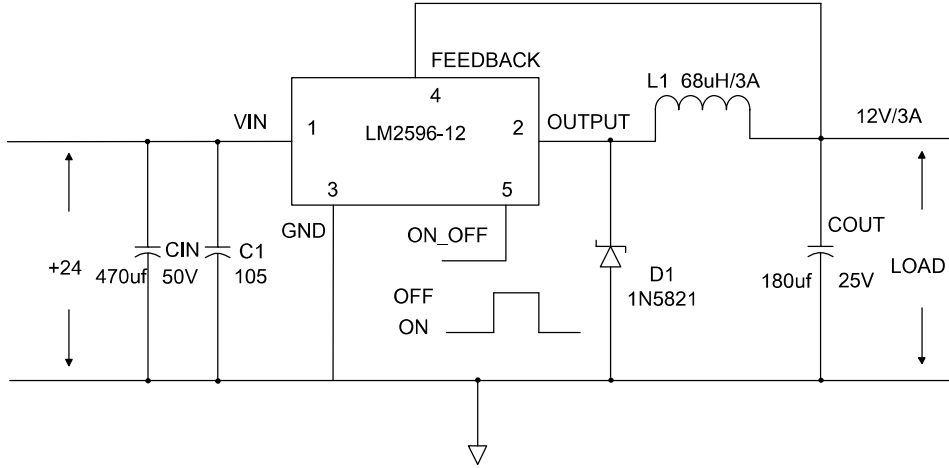 FEEDBACK
L1 68uH/3A
4
VIN
1
LM2596-12
2
OUTPUT
12V/3A
3
5
GND
ON_OFF
COUT
CIN
C1
+24
470uf
50V
105
D1
1N5821
180uf
25V
LOAD
OFF
ON